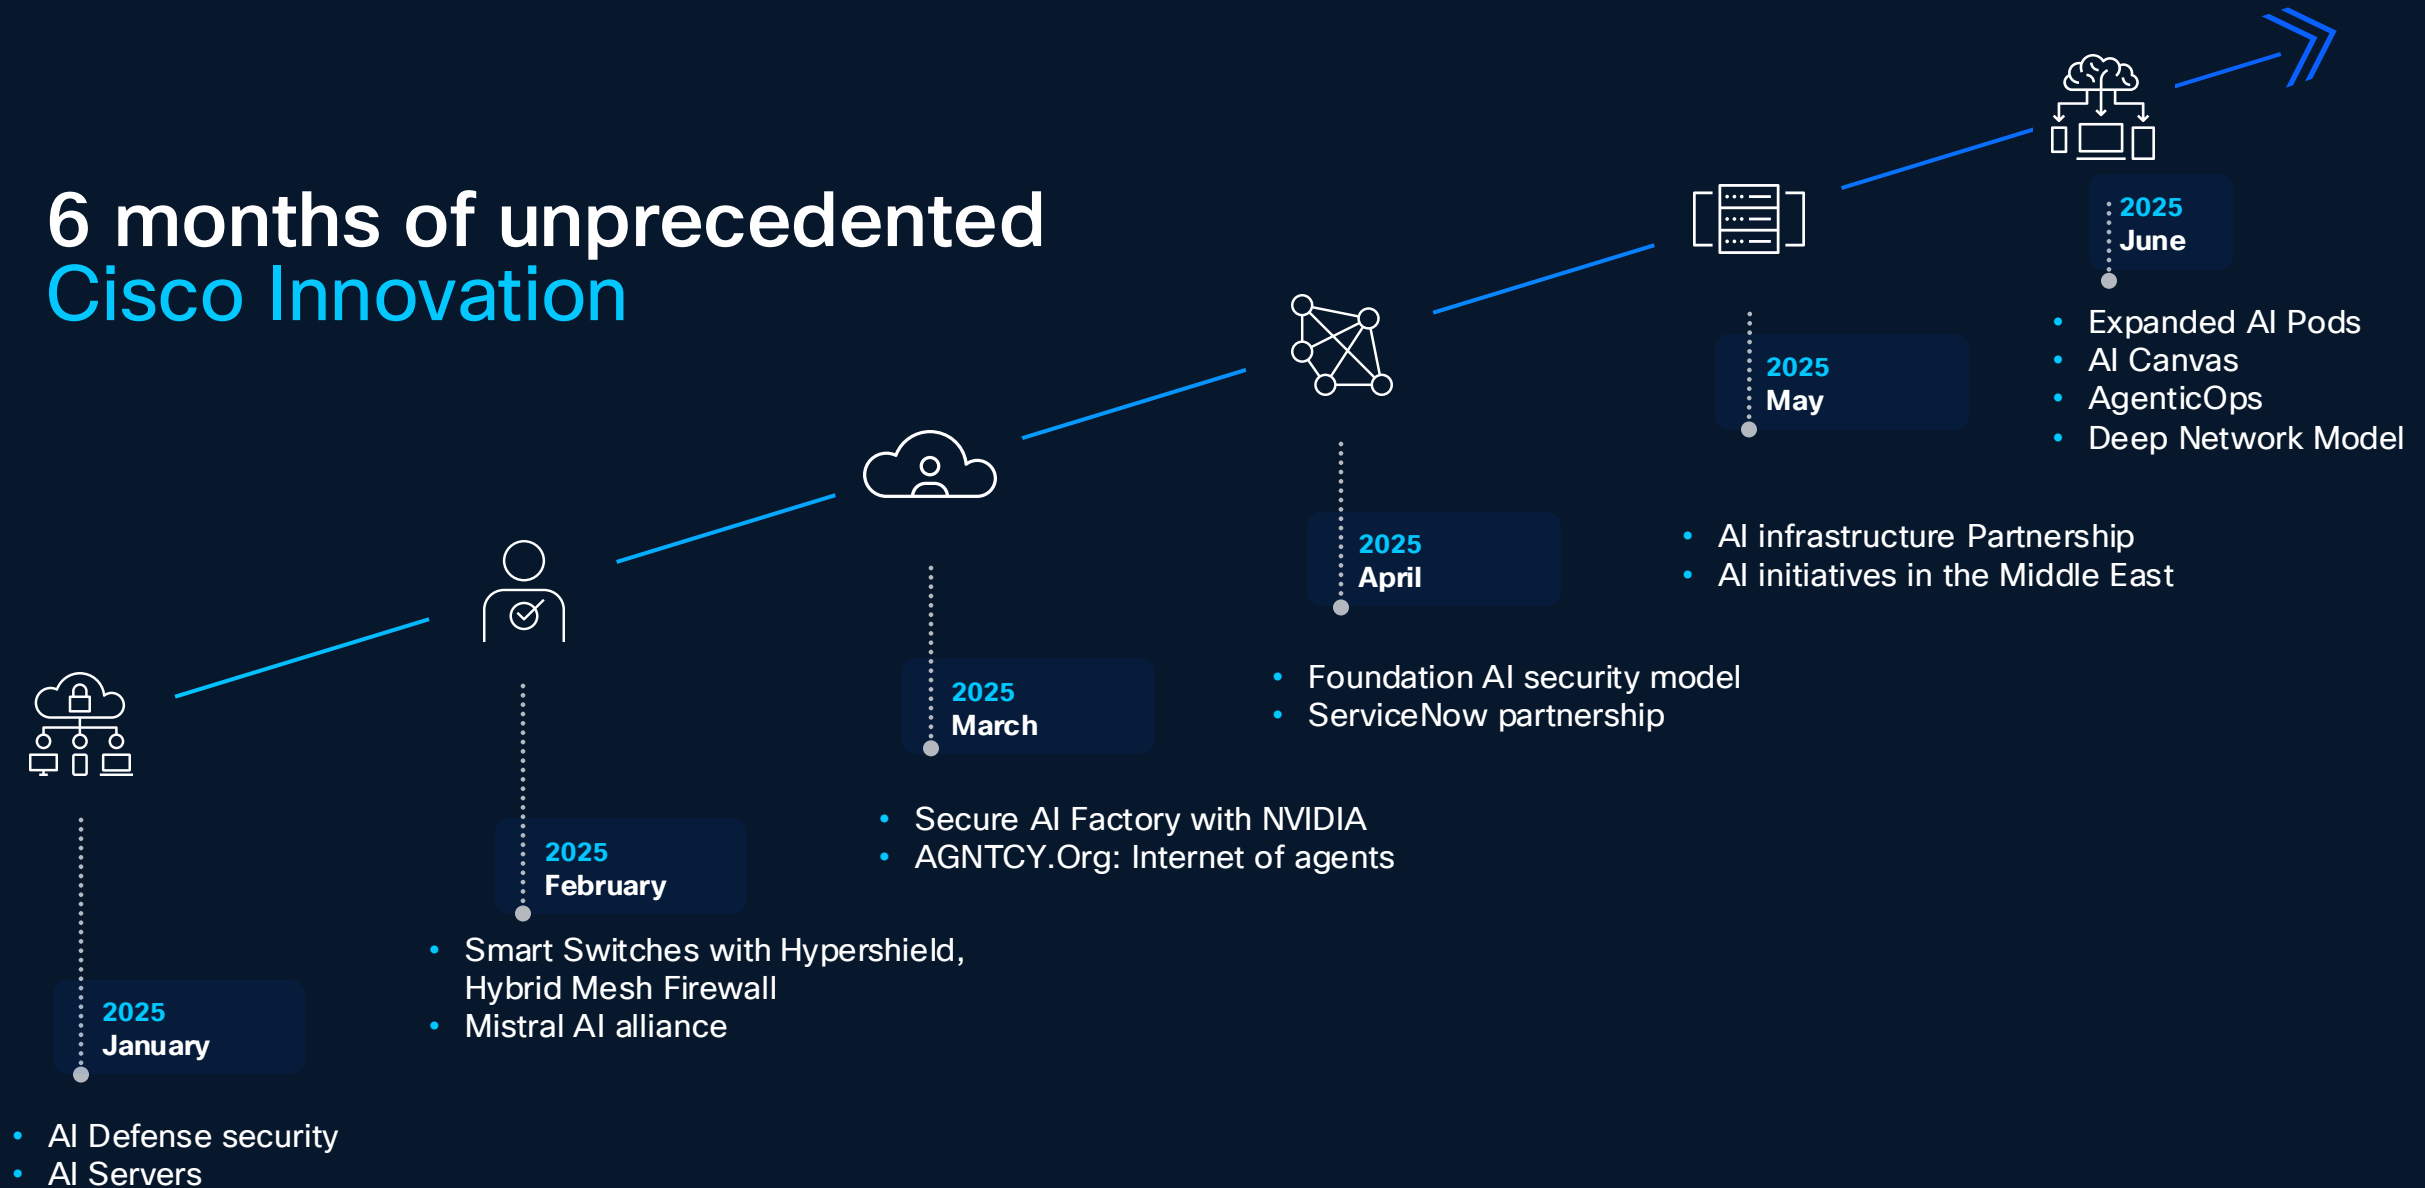 6 months of unprecedented
Cisco Innovation
2025
January
• AI Defense security
• AI Servers
2025
February
• Smart Switches with Hypershield,
Hybrid Mesh Firewall
• Mistral AI alliance
2025
March
• Secure AI Factory with NVIDIA
• AGNTCY.Org: Internet of agents
2025
April
• Foundation AI security model
• ServiceNow partnership
2025
May
• AI infrastructure Partnership
• AI initiatives in the Middle East
2025
June
• Expanded AI Pods
• AI Canvas
• AgenticOps
• Deep Network Model